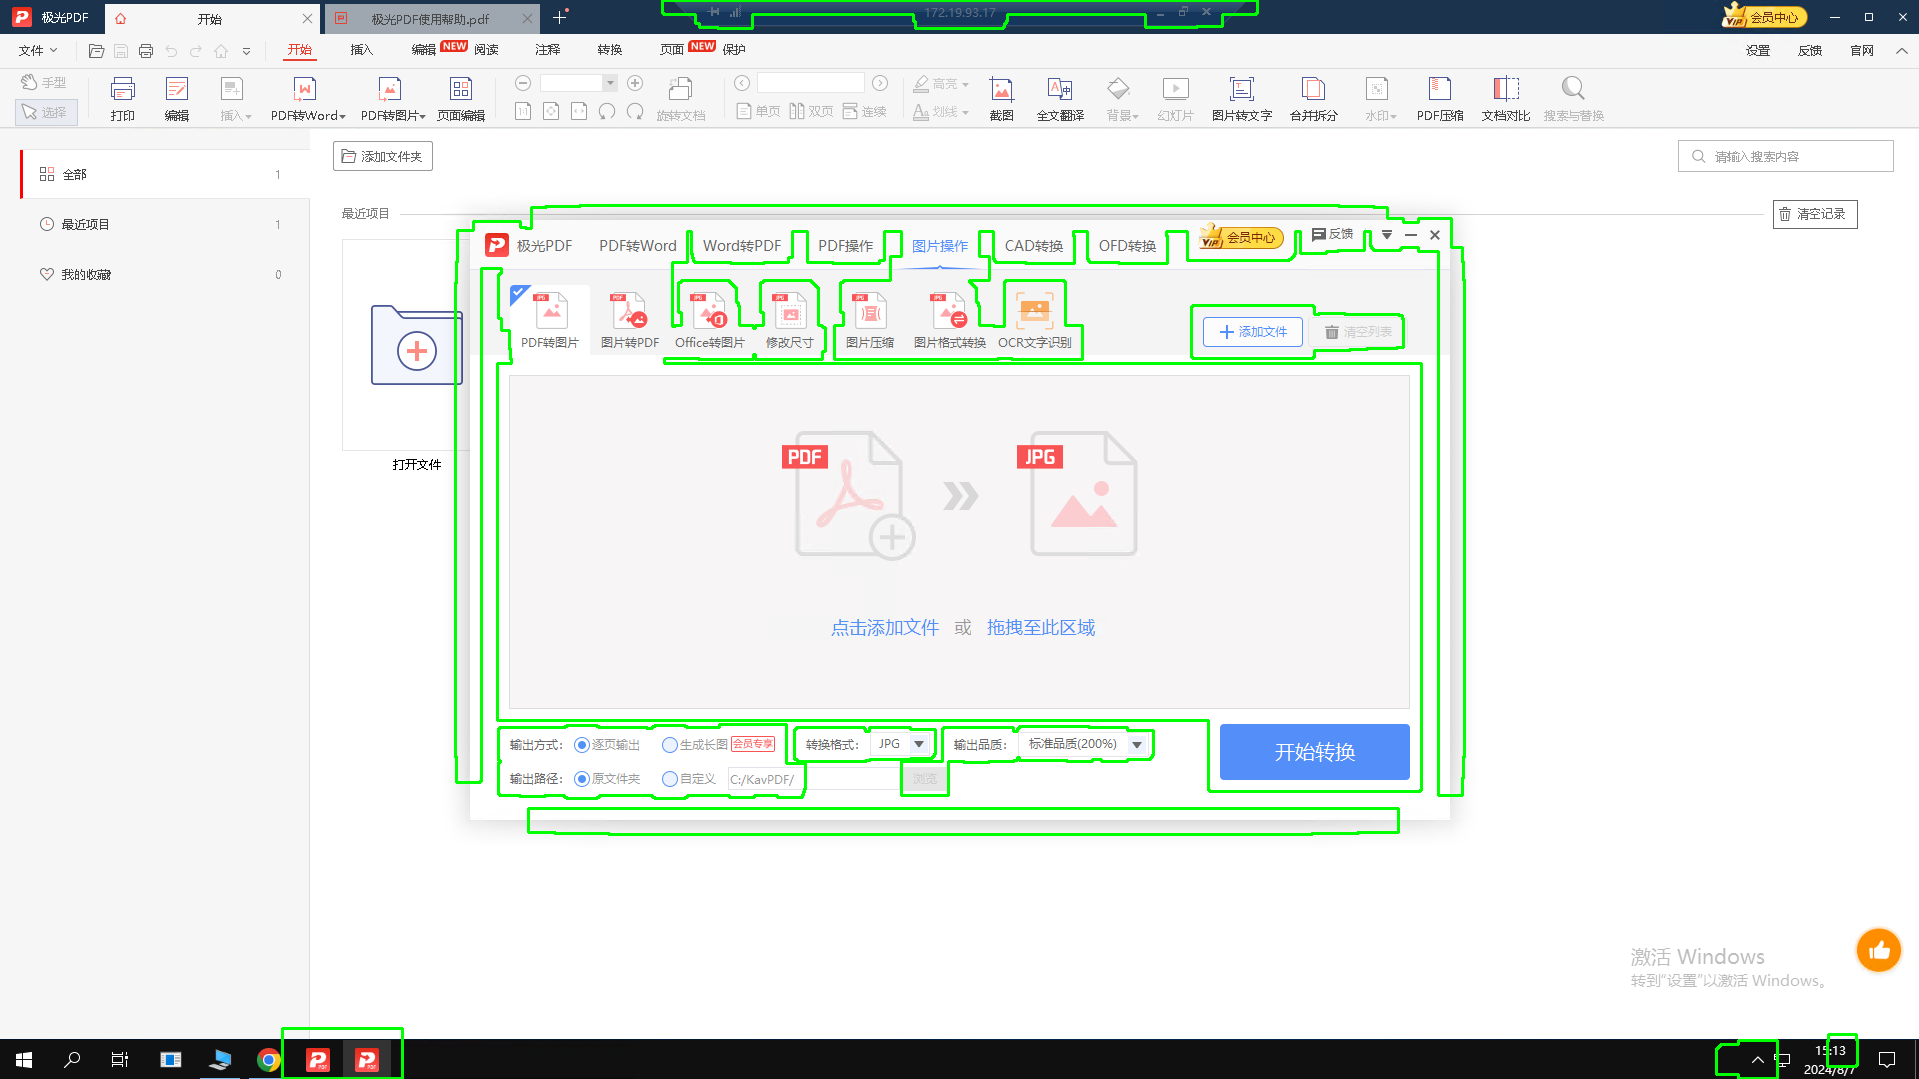 极光PDF
开始
极光PDF使用帮助.pdf
172.19.93.17
VIP 会员中心
文件
开始
插入
编辑 NEW
阅读
注释
转换
页面 NEW
保护
设置
反馈
官网
手型
选择
打印
编辑
插入
PDF转Word
PDF转图片
页面编辑
1:1
旋转文档
单页
双页
连续
高亮
划线
截图
全文翻译
背景
幻灯片
图片转文字
合并拆分
水印
PDF压缩
文档对比
搜索与替换
全部 1
最近项目 1
我的收藏 0
添加文件夹
请输入搜索内容
最近项目
清空记录
打开文件
极光PDF
PDF转Word
Word转PDF
PDF操作
图片操作
CAD转换
OFD转换
VIP 会员中心
反馈
PDF转图片
图片转PDF
Office转图片
修改尺寸
图片压缩
图片格式转换
OCR文字识别
添加文件
清空列表
PDF
JPG
点击添加文件 或 拖拽至此区域
输出方式: 逐页输出 生成长图 会员专享
转换格式: JPG
输出品质: 标准品质(200%)
输出路径: 原文件夹 自定义 C:/KavPDF/
浏览
开始转换
激活 Windows
转到“设置”以激活 Windows。
15:13
2024/8/7